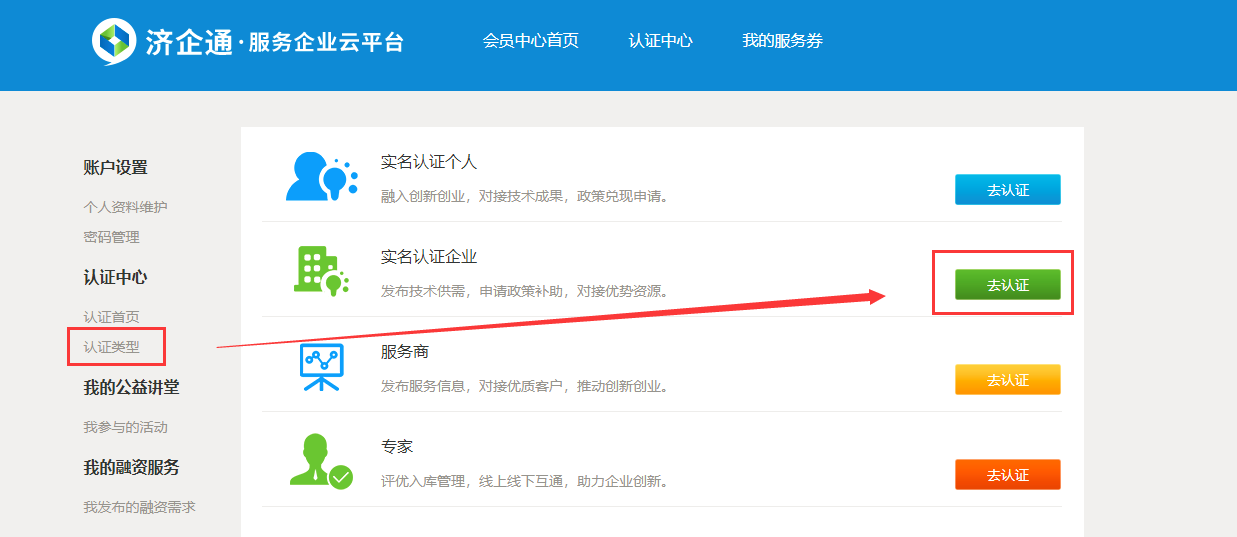 济企通·服务企业云平台
会员中心首页
认证中心
我的服务券
账户设置
个人资料维护
密码管理
认证中心
认证首页
认证类型
我的公益讲堂
我参与的活动
我的融资服务
我发布的融资需求
实名认证个人
融入创新创业，对接技术成果，政策兑现申请。
去认证
实名认证企业
发布技术供需，申请政策补助，对接优势资源。
去认证
服务商
发布服务信息，对接优质客户，推动创新创业。
去认证
专家
评优入库管理，线上线下互通，助力企业创新。
去认证